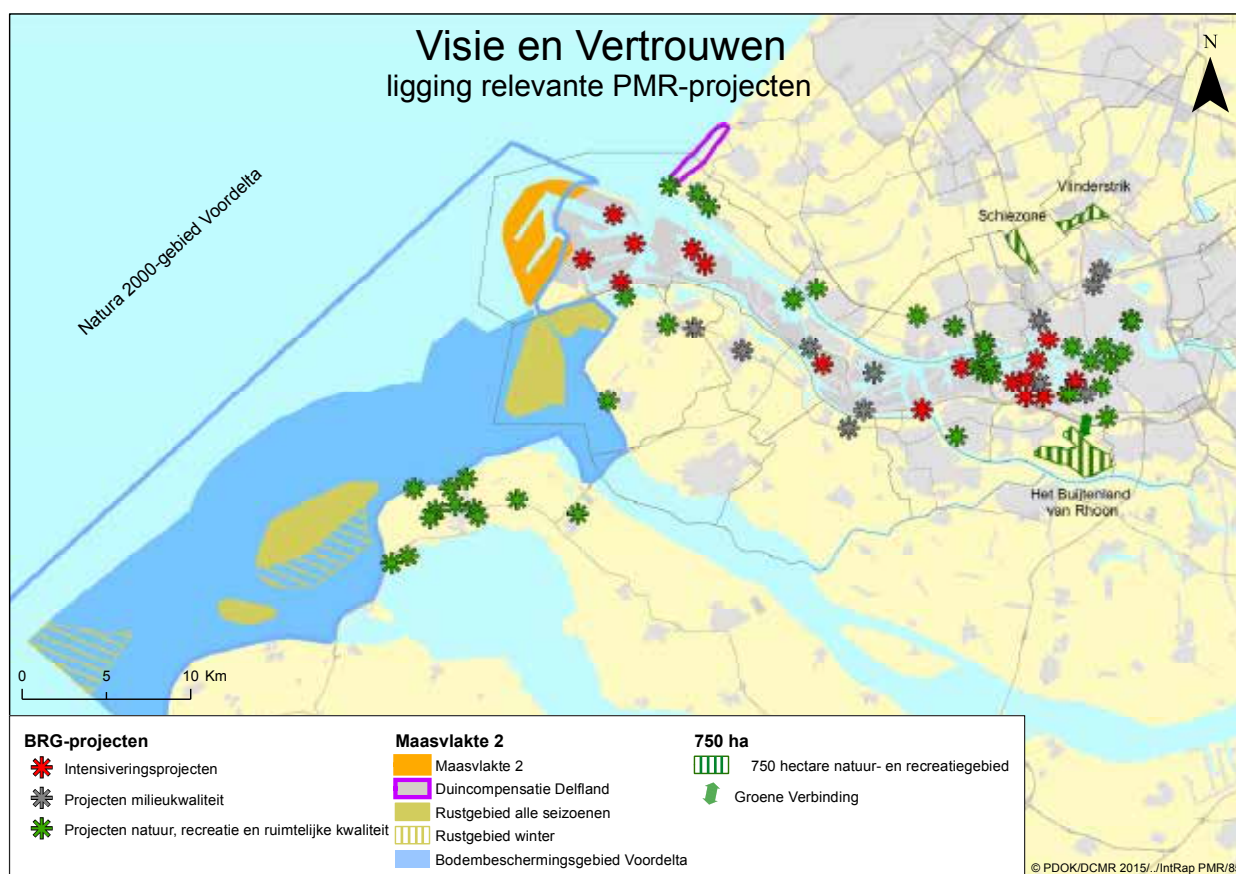 Visie en Vertrouwen
ligging relevante PMR-projecten
N
Natura 2000-gebied Voordelta
Vlinderstrik
Schiezone
Het Buijtenland
van Rhoon
0 5 10 Km
BRG-projecten
Intensiveringsprojecten
Projecten milieukwaliteit
Projecten natuur, recreatie en ruimtelijke kwaliteit
Maasvlakte 2
Maasvlakte 2
Duincompensatie Delfland
Rustgebied alle seizoenen
Rustgebied winter
Bodembeschermingsgebied Voordelta
750 ha
750 hectare natuur- en recreatiegebied
Groene Verbinding
© PDOK/DCMR 2015/../IntRap PMR/8